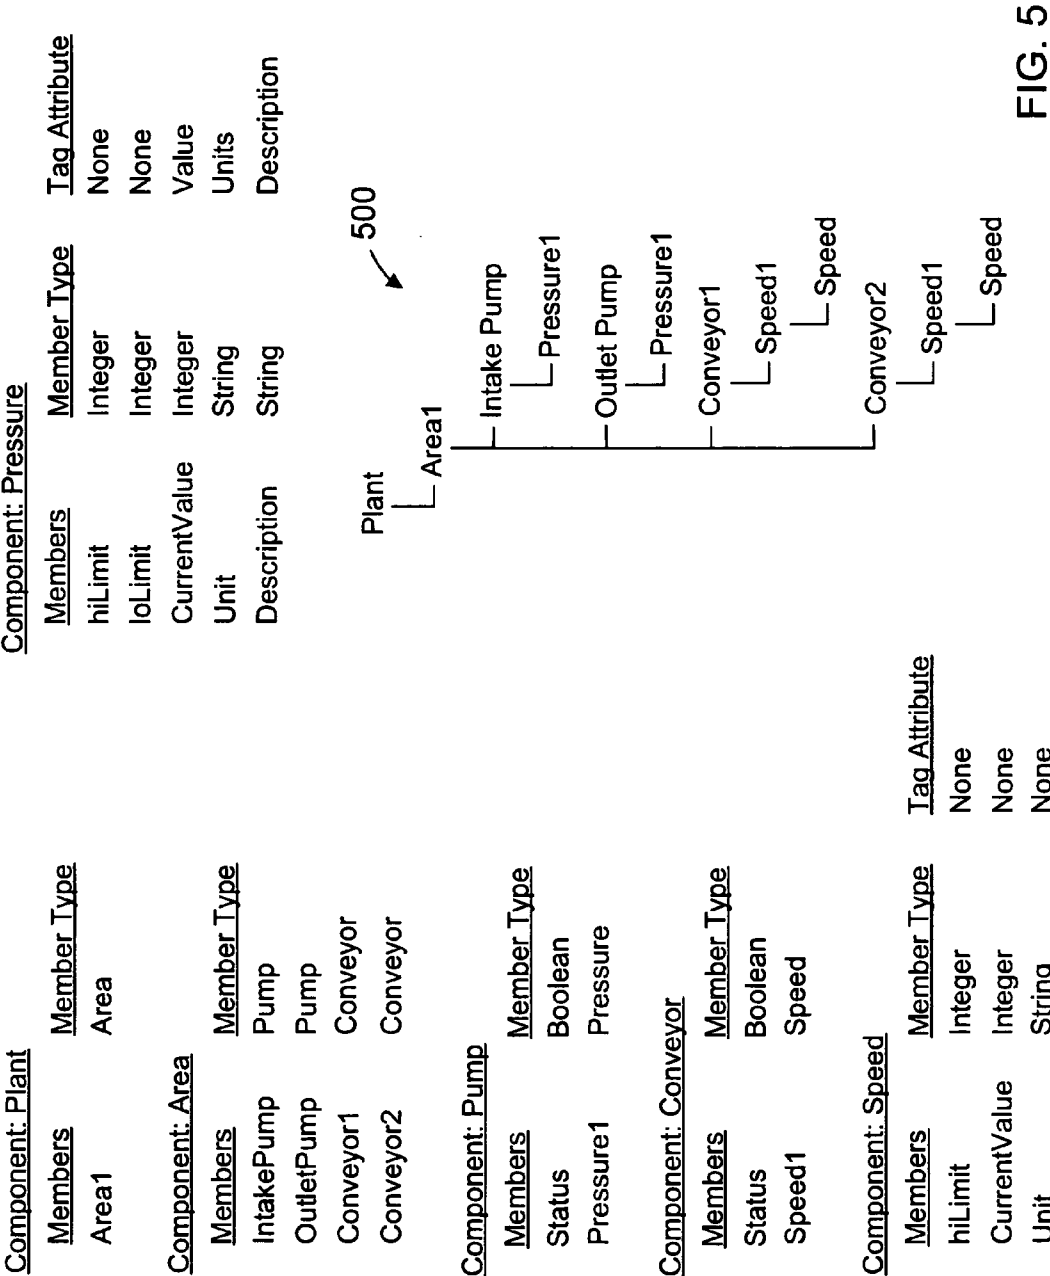 Component: Plant
Members Member Type
Area1 Area
Component: Area
Members Member Type
IntakePump Pump
OutletPump Pump
Conveyor1 Conveyor
Conveyor2 Conveyor
Component: Pump
Members Member Type
Status Boolean
Pressure1 Pressure
Component: Conveyor
Members Member Type
Status Boolean
Speed1 Speed
Component: Speed
Members Member Type Tag Attribute
hiLimit Integer None
CurrentValue Integer None
Unit String None
Component: Pressure
Members Member Type Tag Attribute
hiLimit Integer None
loLimit Integer None
CurrentValue Integer Value
Unit String Units
Description String Description
500
Plant
Area1
Intake Pump
Pressure1
Outlet Pump
Pressure1
Conveyor1
Speed1
Speed
Conveyor2
Speed1
Speed
FIG. 5